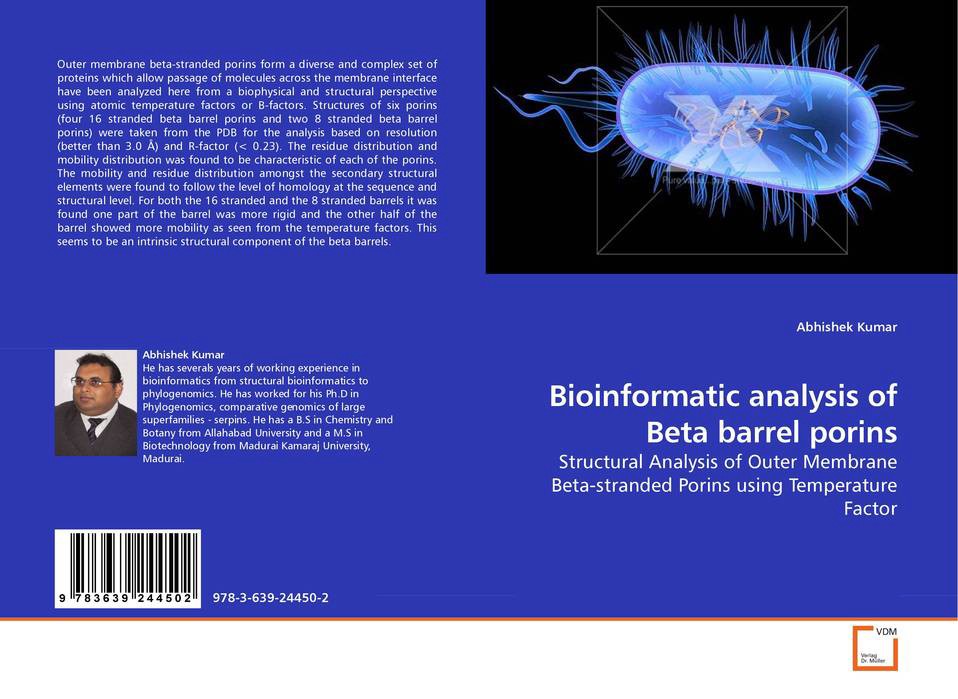 Outer membrane beta-stranded porins form a diverse and complex set of
proteins which allow passage of molecules across the membrane interface
have been analyzed here from a biophysical and structural perspective
using atomic temperature factors or B-factors. Structures of six porins
(four 16 stranded beta barrel porins and two 8 stranded beta barrel
porins) were taken from the PDB for the analysis based on resolution
(better than 3.0 Å) and R-factor (< 0.23). The residue distribution and
mobility distribution was found to be characteristic of each of the porins.
The mobility and residue distribution amongst the secondary structural
elements were found to follow the level of homology at the sequence and
structural level. For both the 16 stranded and the 8 stranded barrels it was
found one part of the barrel was more rigid and the other half of the
barrel showed more mobility as seen from the temperature factors. This
seems to be an intrinsic structural component of the beta barrels.
Abhishek Kumar
He has severals years of working experience in
bioinformatics from structural bioinformatics to
phylogenomics. He has worked for his Ph.D in
Phylogenomics, comparative genomics of large
superfamilies - serpins. He has a B.S in Chemistry and
Botany from Allahabad University and a M.S in
Biotechnology from Madurai Kamaraj University,
Madurai.
9 783639 244502
978-3-639-24450-2
Abhishek Kumar
Bioinformatic analysis of
Beta barrel porins
Structural Analysis of Outer Membrane
Beta-stranded Porins using Temperature
Factor
VDM
Verlag
Dr. Müller